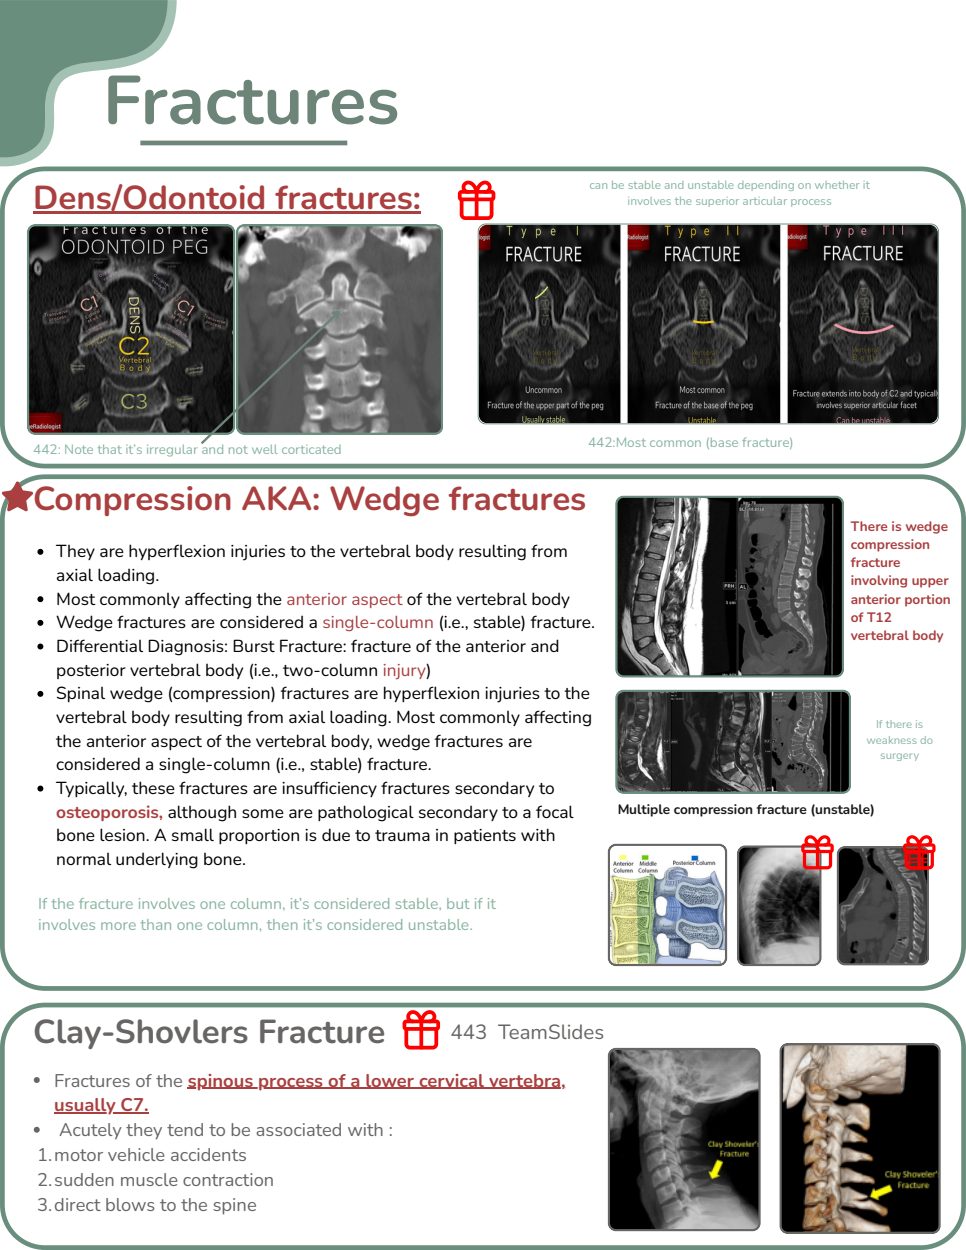 Fractures
Dens/Odontoid fractures:
can be stable and unstable depending on whether it
involves the superior articular process
Fractures of the
ODONTOID PEG
C1
C1
DENS
C2
Vertebral
Body
C3
eRadiologist
Type I
FRACTURE
Uncommon
Fracture of the upper part of the peg
Usually stable
Radiologist
Type II
FRACTURE
Most common
Fracture of the base of the peg
Unstable
Type III
FRACTURE
Fracture extends into body of C2 and typicall
involves superior articular facet
Can be unstable
442: Note that it's irregular and not well corticated
442:Most common (base fracture)
Compression AKA: Wedge fractures
• They are hyperflexion injuries to the vertebral body resulting from
axial loading.
• Most commonly affecting the anterior aspect of the vertebral body
• Wedge fractures are considered a single-column (i.e., stable) fracture.
• Differential Diagnosis: Burst Fracture: fracture of the anterior and
posterior vertebral body (i.e., two-column injury)
• Spinal wedge (compression) fractures are hyperflexion injuries to the
vertebral body resulting from axial loading. Most commonly affecting
the anterior aspect of the vertebral body, wedge fractures are
considered a single-column (i.e., stable) fracture.
• Typically, these fractures are insufficiency fractures secondary to
osteoporosis, although some are pathological secondary to a focal
bone lesion. A small proportion is due to trauma in patients with
normal underlying bone.
If the fracture involves one column, it's considered stable, but if it
involves more than one column, then it's considered unstable.
There is wedge
compression
fracture
involving upper
anterior portion
of T12
vertebral body
If there is
weakness do
surgery
Multiple compression fracture (unstable)
Anterior
Column
Middle
Column
Posterior Column
Clay-Shovlers Fracture
443 TeamSlides
• Fractures of the spinous process of a lower cervical vertebra,
usually C7.
• Acutely they tend to be associated with :
1. motor vehicle accidents
2. sudden muscle contraction
3. direct blows to the spine
Clay Shoveler's
Fracture
Clay Shoveler's
Fracture